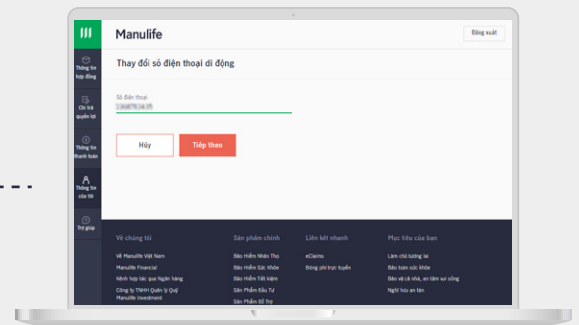 Manulife
Đăng xuất
Thay đổi số điện thoại di động
Thông tin
hợp đồng
Số điện thoại
Chi trả
quyền lợi
Hủy
Tiếp theo
Thông tin
thanh toán
Thông tin
của tôi
Trợ giúp
Về chúng tôi
Sản phẩm chính
Liên kết nhanh
Mục tiêu của bạn
Về Manulife Việt Nam
Bảo Hiểm Nhân Thọ
eClaims
Làm chủ tương lai
Manulife Financial
Bảo Hiểm Sức Khỏe
Đóng phí trực tuyến
Bảo toàn sức khỏe
Kênh hợp tác qua Ngân hàng
Bảo Hiểm Tiết kiệm
Bảo vệ cả nhà, an tâm vui sống
Công ty TNHH Quản lý Quỹ
Manulife Investment
Sản Phẩm Đầu Tư
Nghỉ hưu an tâm
Sản Phẩm Bổ Trợ